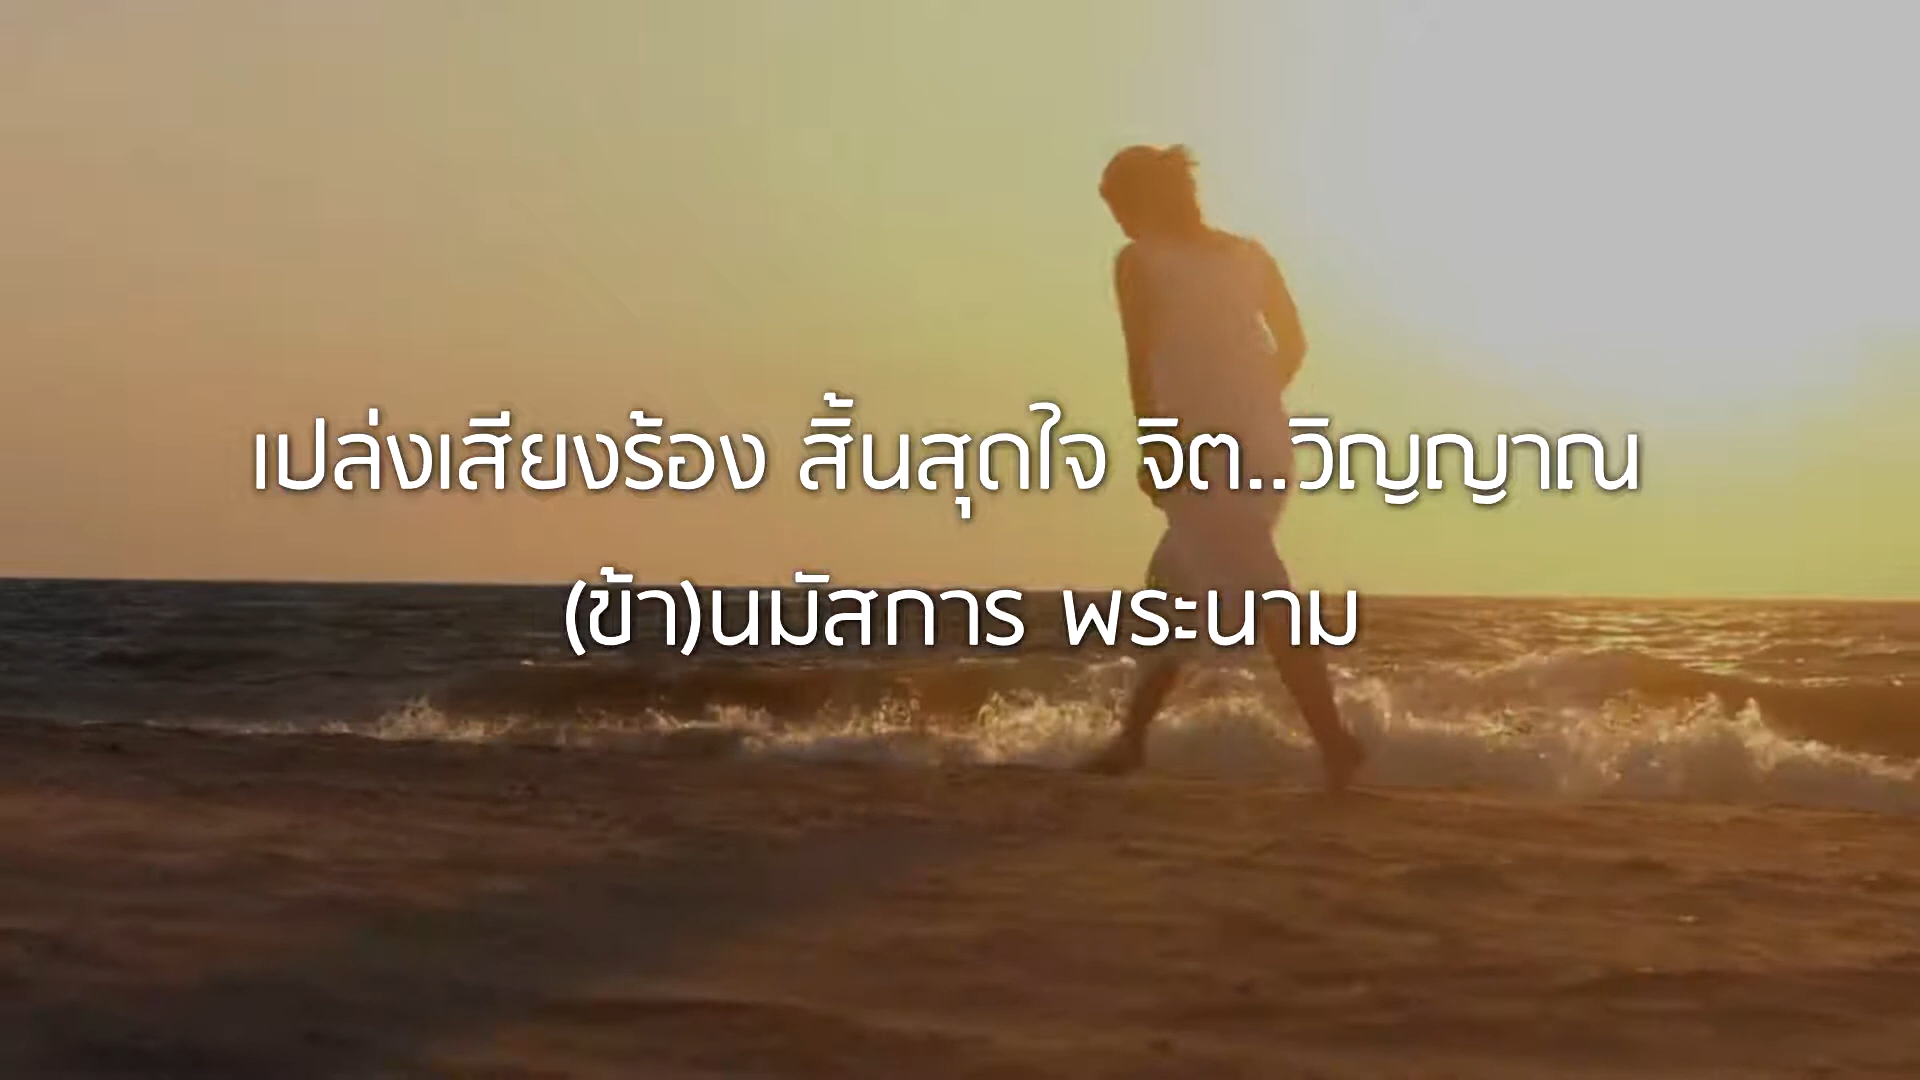 เปล่งเสียงร้อง สิ้นสุดใจ จิต..วิญญาณ
(ข้า)นมัสการ พระนาม